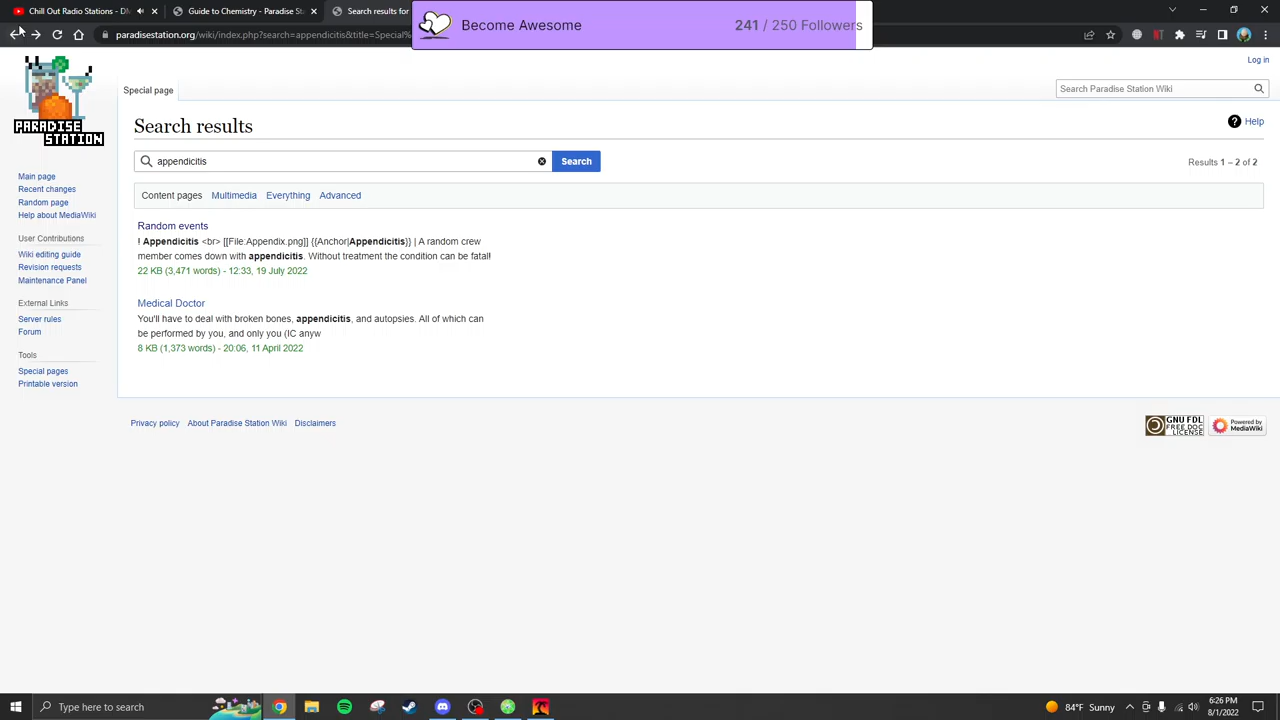 Chill Out Radio: Search - Di
Guide to Chemistry - Paradise S
Search results for
Become Awesome
241 / 250 Followers
paradisestation.org/wiki/index.php?search=appendicitis&title=Special%
Log in
Special page
Search Paradise Station Wiki
PARADISE
STATION
Search results
Help
appendicitis
Search
Results 1 – 2 of 2
Content pages Multimedia Everything Advanced
Main page
Recent changes
Random page
Help about MediaWiki
User Contributions
Wiki editing guide
Revision requests
Maintenance Panel
External Links
Server rules
Forum
Tools
Special pages
Printable version
Random events
! Appendicitis <br> [[File:Appendix.png]] {{Anchor|Appendicitis}} | A random crew
member comes down with appendicitis. Without treatment the condition can be fatal!
22 KB (3,471 words) - 12:33, 19 July 2022
Medical Doctor
You'll have to deal with broken bones, appendicitis, and autopsies. All of which can
be performed by you, and only you (IC anyw
8 KB (1,373 words) - 20:06, 11 April 2022
Privacy policy About Paradise Station Wiki Disclaimers
GNU FDL
FREE DOC
LICENSE
Powered by
MediaWiki
Type here to search
84°F Sunny
6:26 PM
8/1/2022